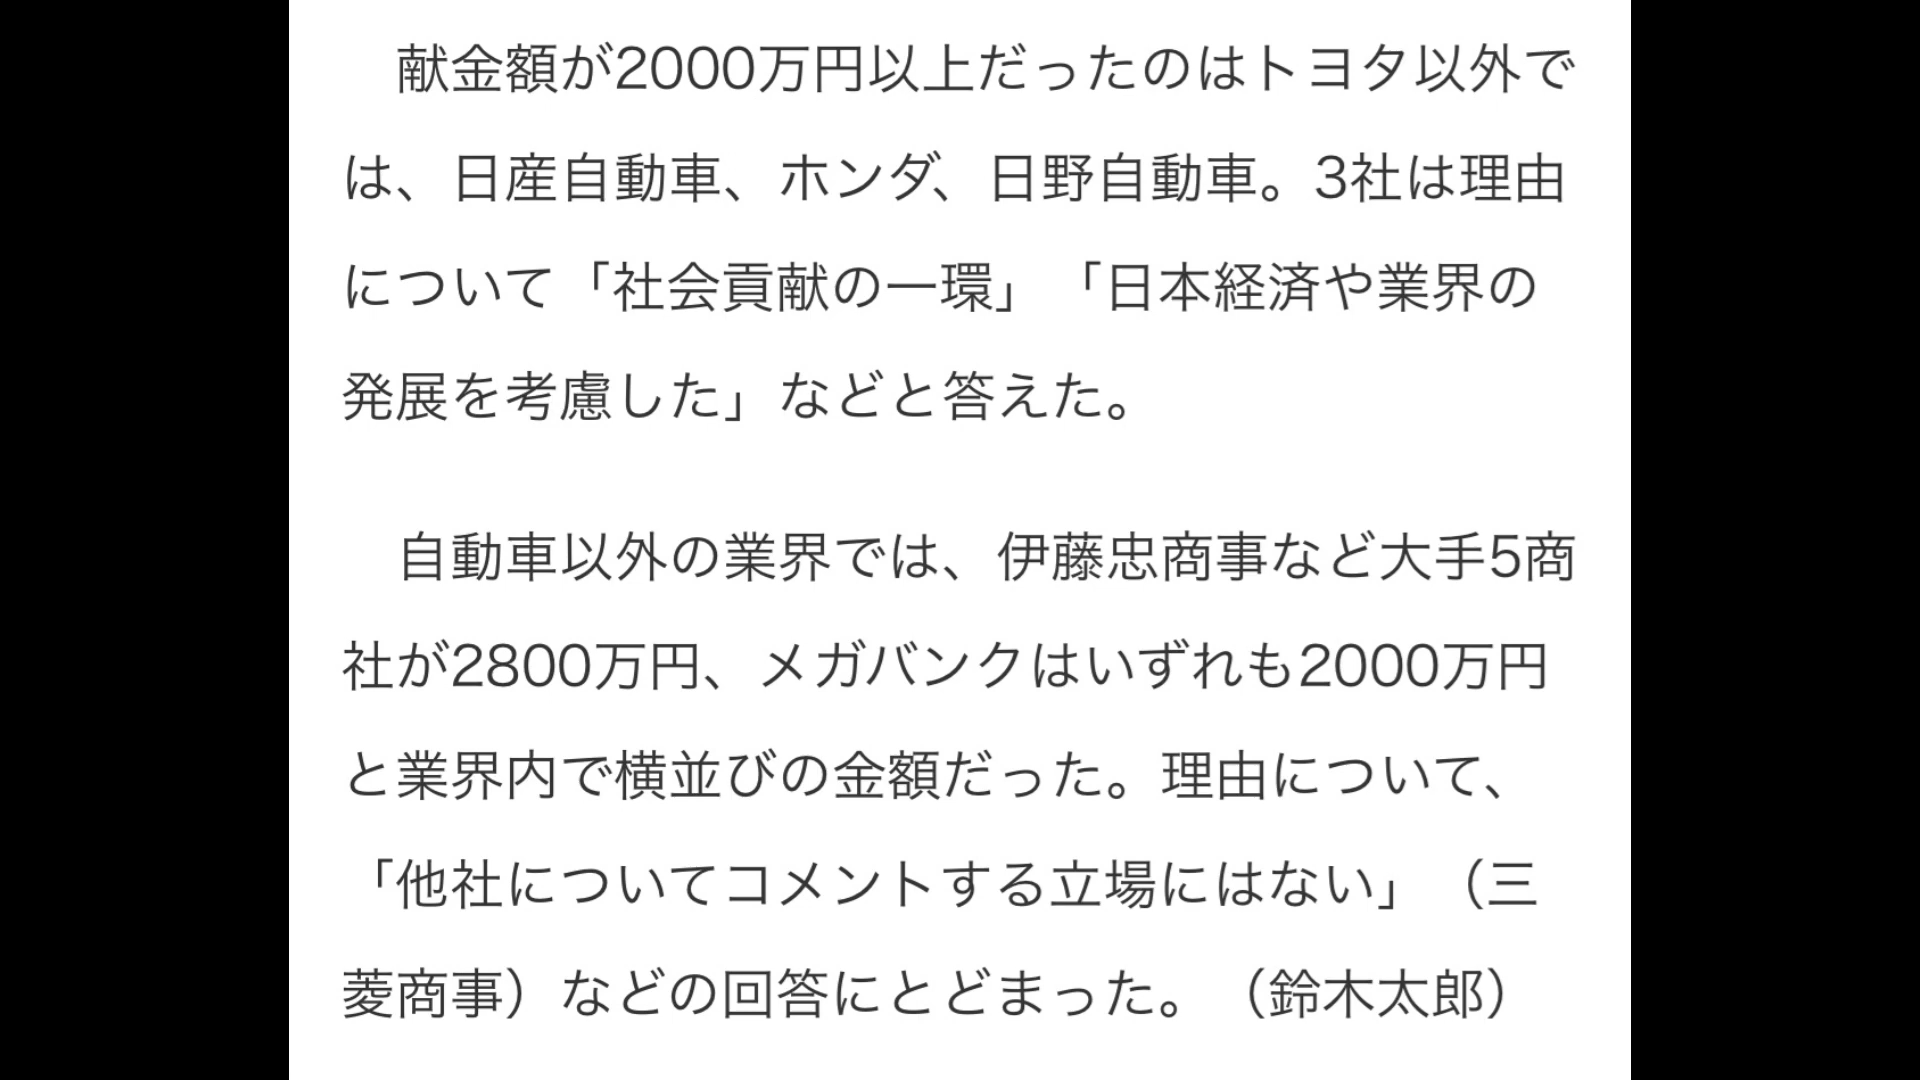 献金額が2000万円以上だったのはトヨタ以外で
は、日産自動車、ホンダ、日野自動車。3社は理由
について「社会貢献の一環」「日本経済や業界の
発展を考慮した」などと答えた。
自動車以外の業界では、伊藤忠商事など大手5商
社が2800万円、メガバンクはいずれも2000万円
と業界内で横並びの金額だった。理由について、
「他社についてコメントする立場にはない」（三
菱商事）などの回答にとどまった。（鈴木太郎）